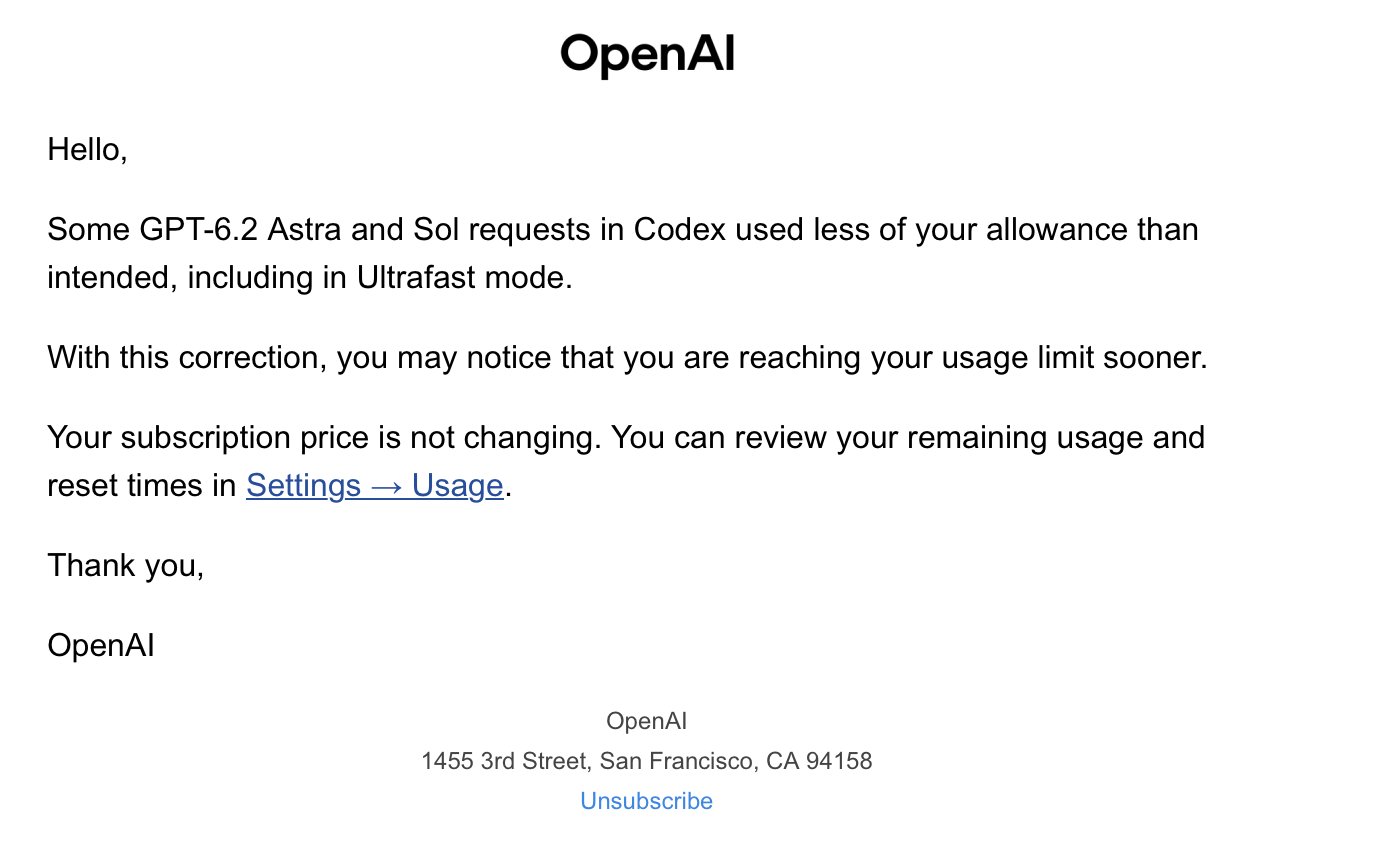 OpenAI
Hello,
Some GPT-6.2 Astra and Sol requests in Codex used less of your allowance than
intended, including in Ultrafast mode.
With this correction, you may notice that you are reaching your usage limit sooner.
Your subscription price is not changing. You can review your remaining usage and
reset times in Settings → Usage.
Thank you,
OpenAI
OpenAI
1455 3rd Street, San Francisco, CA 94158
Unsubscribe